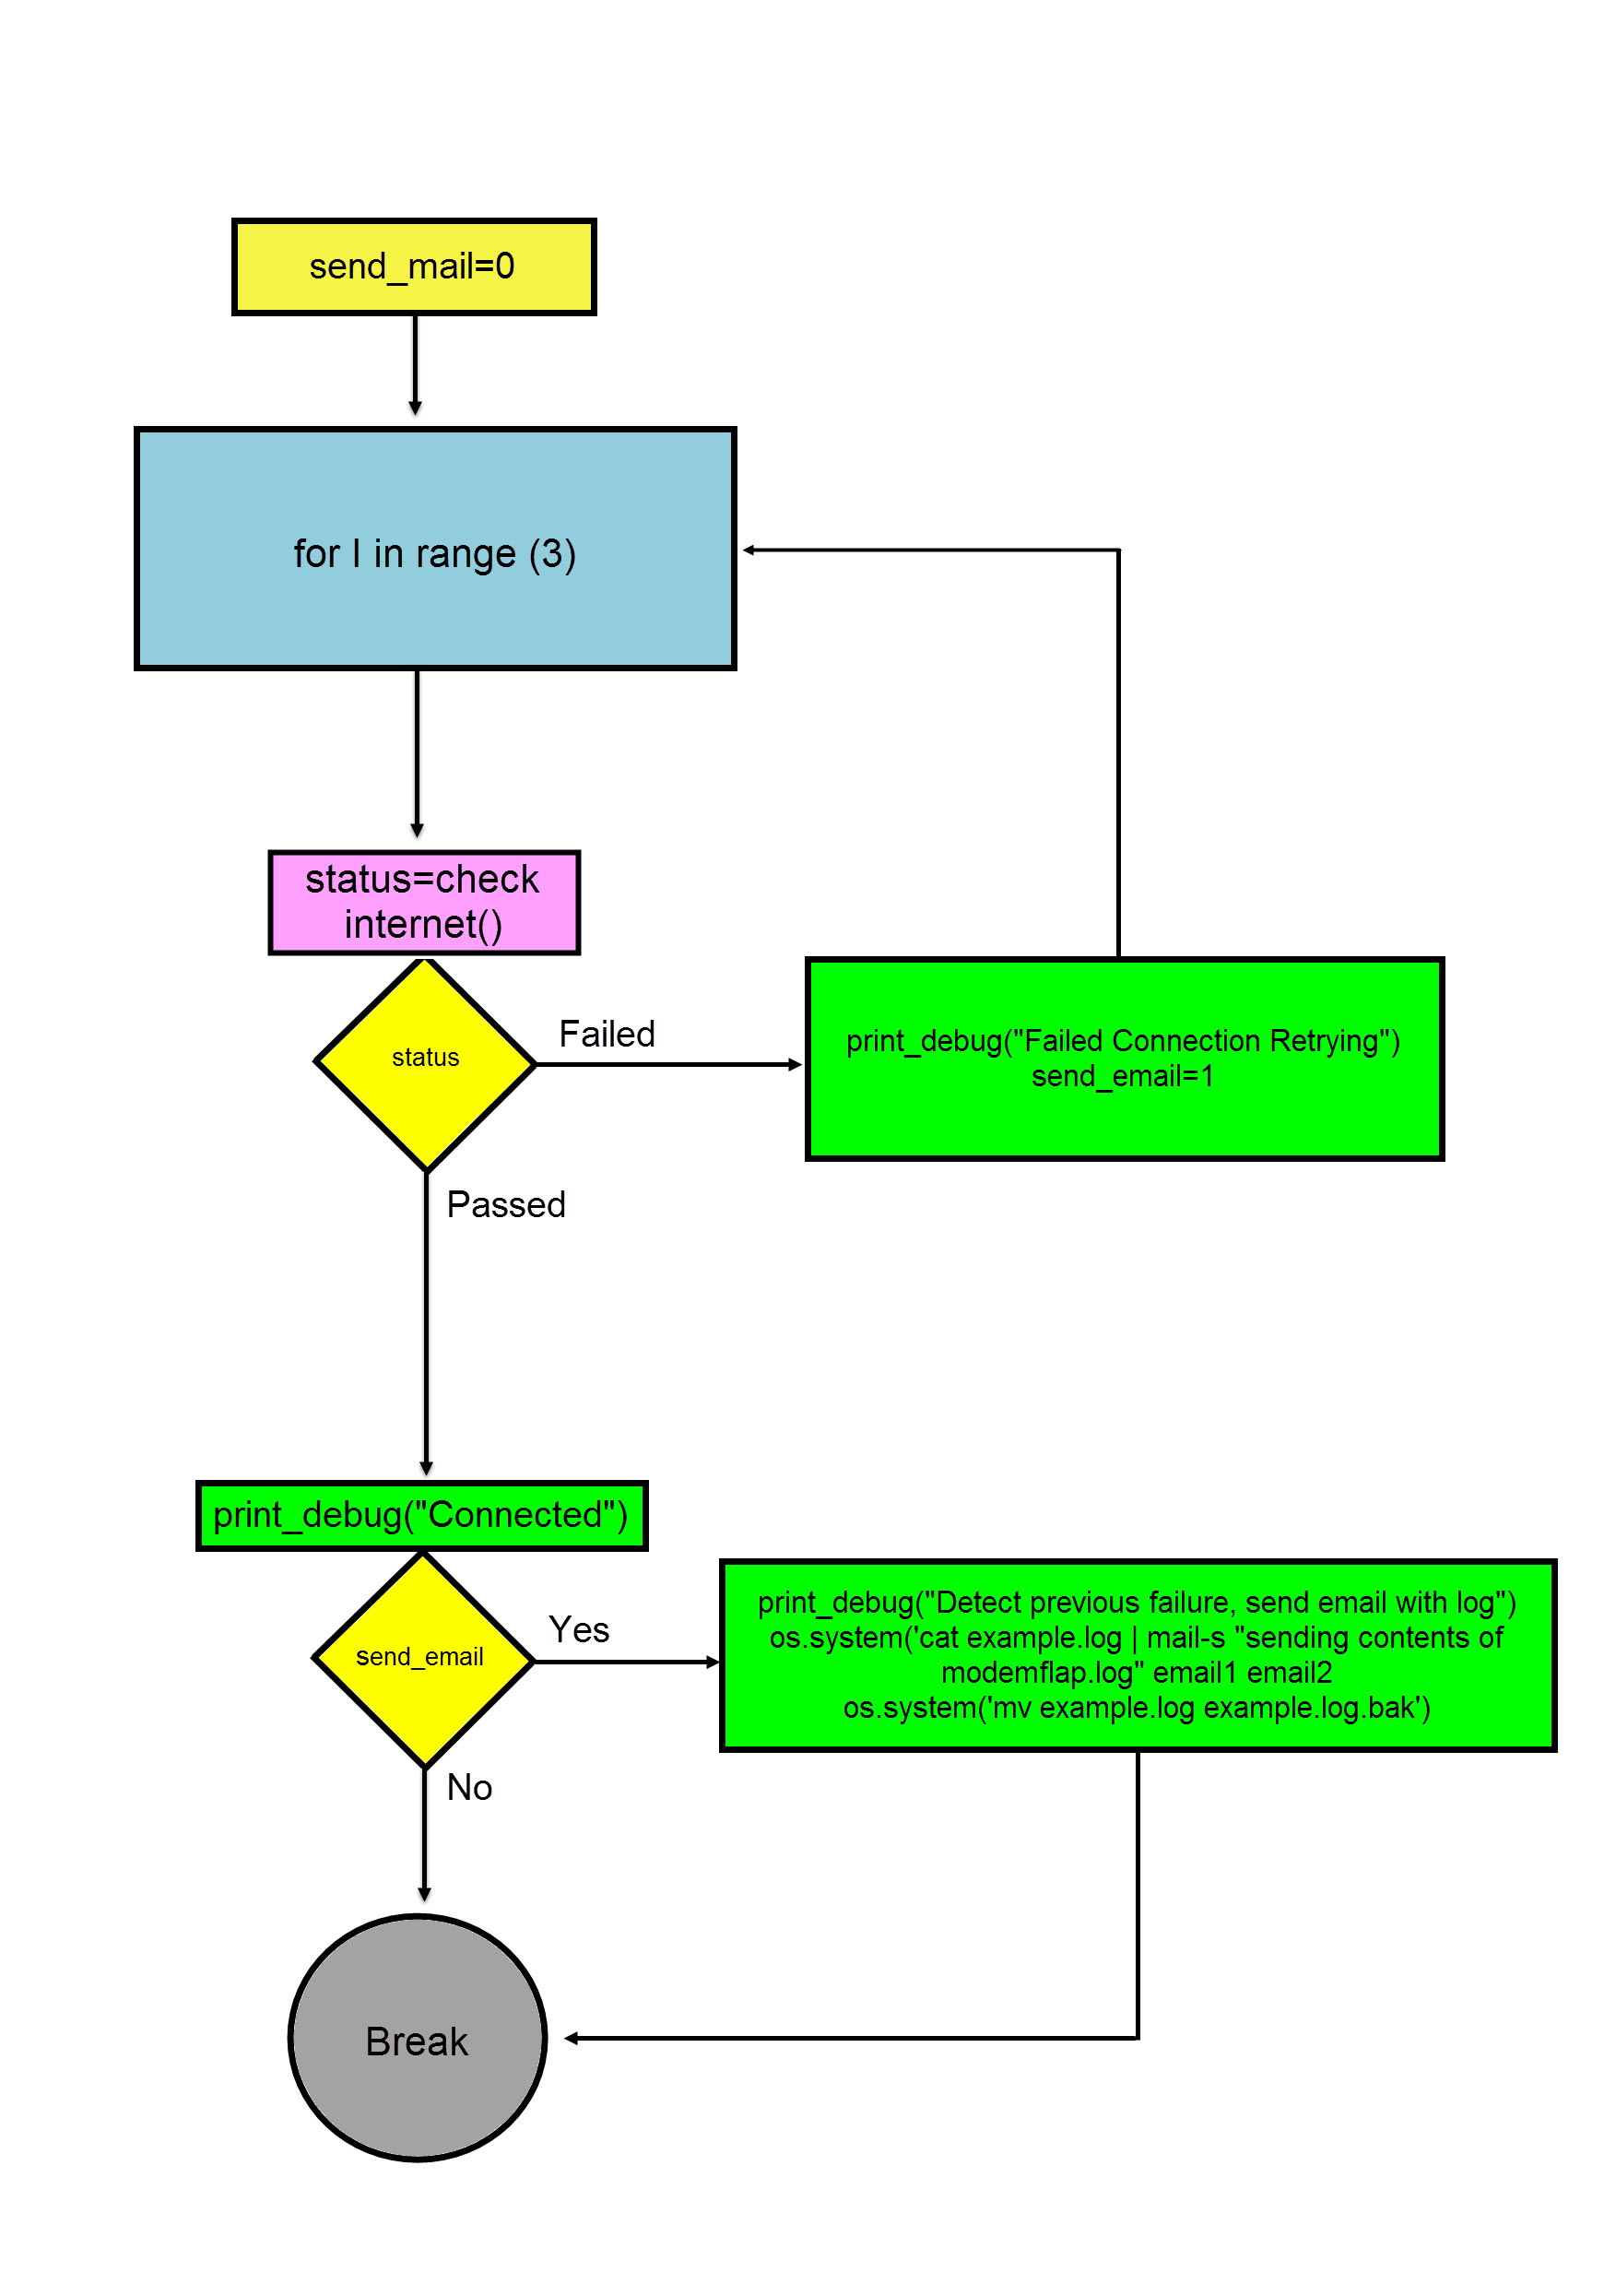 send_mail=0
for I in range (3)
status=check
internet()
status
Failed
print_debug("Failed Connection Retrying")
send_email=1
Passed
print_debug("Connected")
send_email
Yes
print_debug("Detect previous failure, send email with log")
os.system('cat example.log | mail-s "sending contents of
modemflap.log" email1 email2
os.system('mv example.log example.log.bak')
No
Break